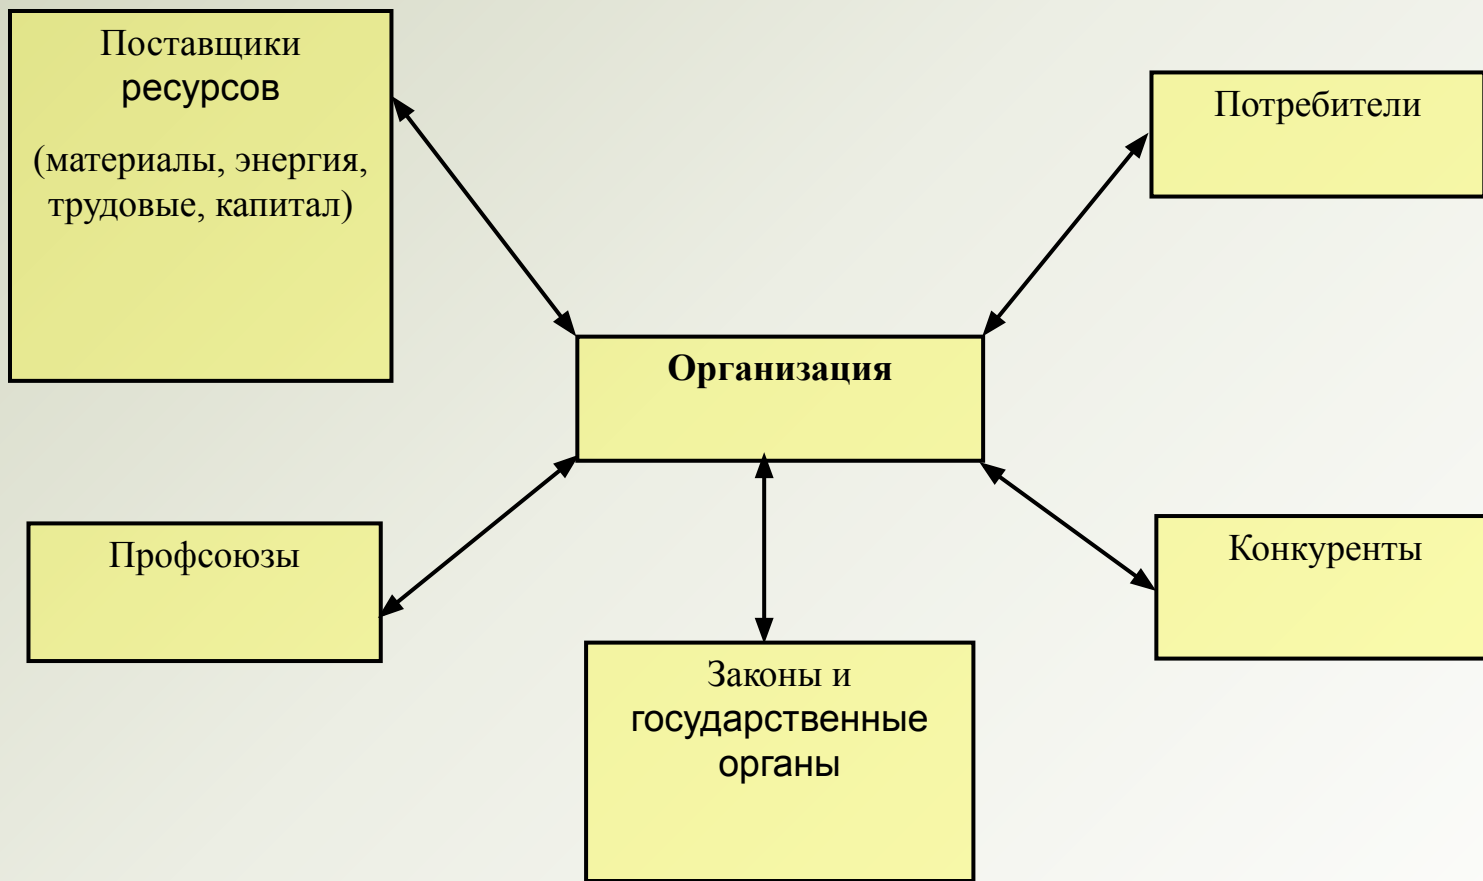 Поставщики
ресурсов
(материалы, энергия,
трудовые, капитал)
Потребители
Организация
Профсоюзы
Конкуренты
Законы и
государственные
органы